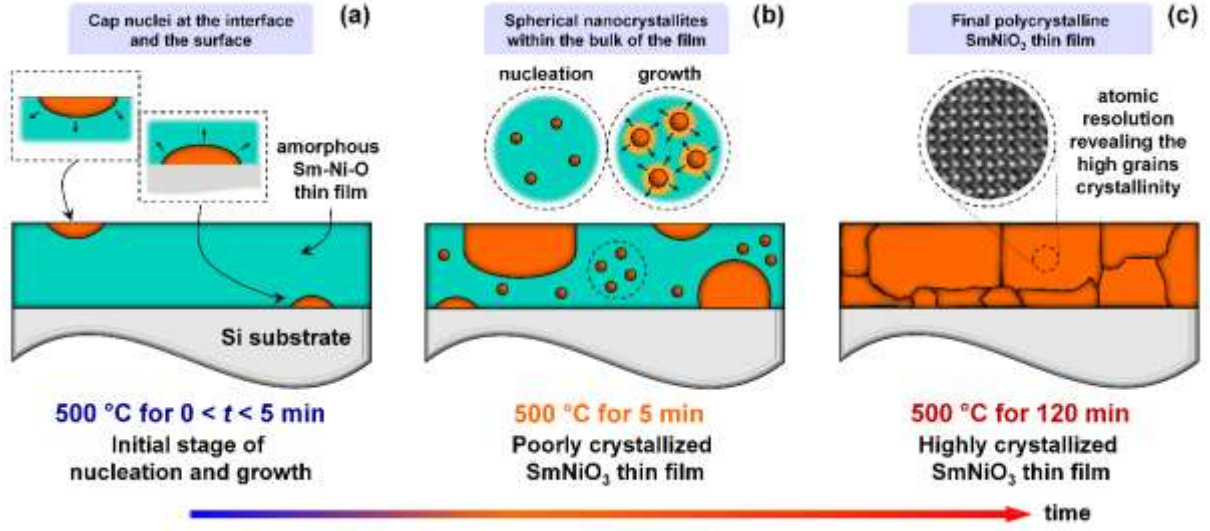 Cap nuclei at the interface
and the surface
(a)
amorphous
Sm-Ni-O
thin film
Si substrate
500 °C for 0 < t < 5 min
Initial stage of
nucleation and growth
Spherical nanocrystallites
within the bulk of the film
(b)
nucleation
growth
500 °C for 5 min
Poorly crystallized
SmNiO₃ thin film
Final polycrystalline
SmNiO₃ thin film
(c)
atomic
resolution
revealing the
high grains
crystallinity
500 °C for 120 min
Highly crystallized
SmNiO₃ thin film
time